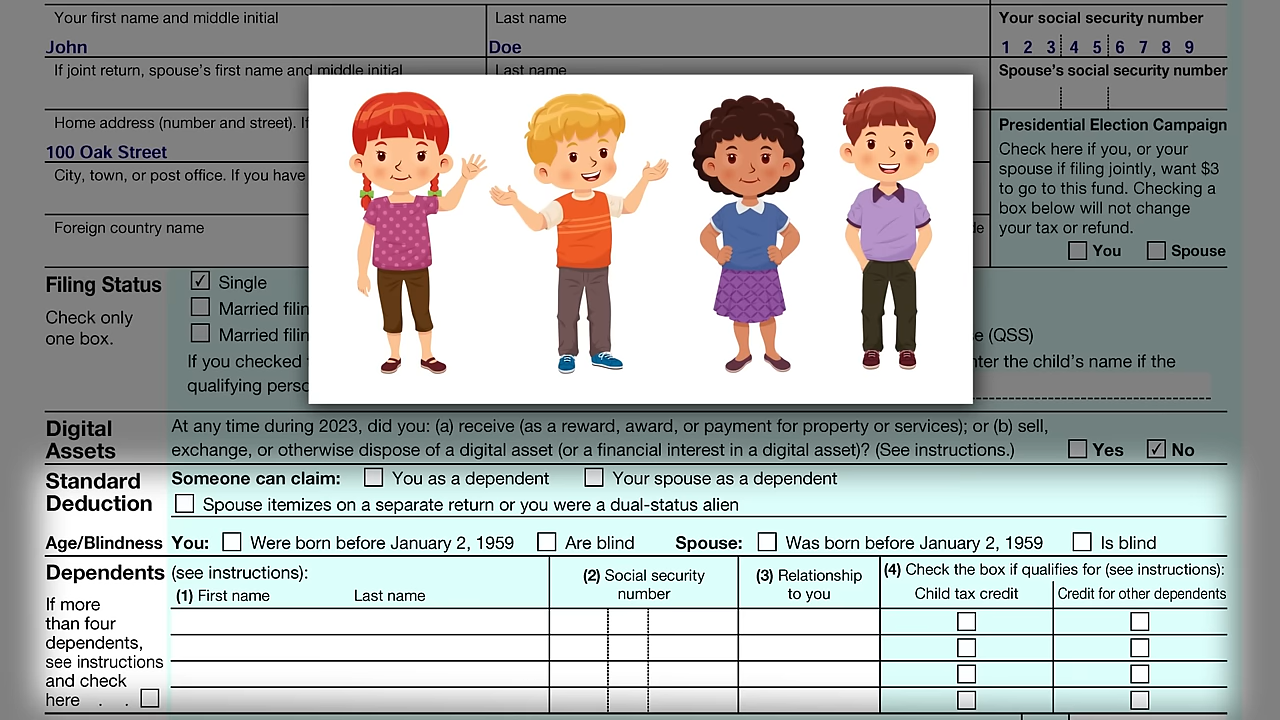 Your first name and middle initial
Last name
Your social security number
John
Doe
1 2 3 4 5 6 7 8 9
If joint return, spouse's first name and middle initial
Last name
Spouse's social security number
Home address (number and street). If
Presidential Election Campaign
100 Oak Street
Check here if you, or your
spouse if filing jointly, want $3
to go to this fund. Checking a
box below will not change
your tax or refund.
City, town, or post office. If you have
Foreign country name
You
Spouse
Filing Status
Check only
one box.
Single
Married
Married
(QSS)
If you checked
the child's name if the
qualifying
Digital
Assets
At any time during 2023, did you: (a) receive (as a reward, award, or payment for property or services); or (b) sell,
exchange, or otherwise dispose of a digital asset (or a financial interest in a digital asset)? (See instructions.)
Yes
No
Standard
Deduction
Someone can claim:
You as a dependent
Your spouse as a dependent
Spouse itemizes on a separate return or you were a dual-status alien
Age/Blindness
You:
Were born before January 2, 1959
Are blind
Spouse:
Was born before January 2, 1959
Is blind
Dependents
(see instructions):
(1) First name
Last name
(2) Social security
number
(3) Relationship
to you
(4) Check the box if qualifies for (see instructions):
Child tax credit
Credit for other dependents
If more
than four
dependents,
see instructions
and check
here . .